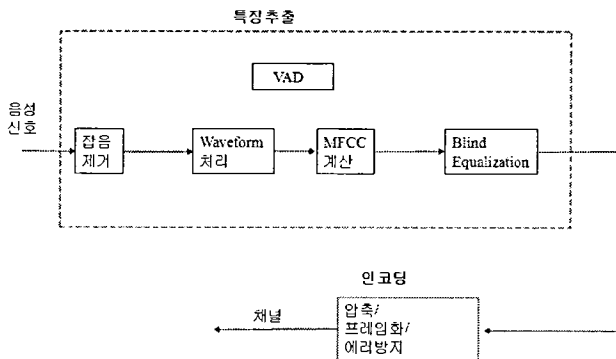 특징추출
VAD
음성
신호
잡음
제거
Waveform
처리
MFCC
계산
Blind
Equalization
인코딩
채널
압축/
프레임화/
에러방지